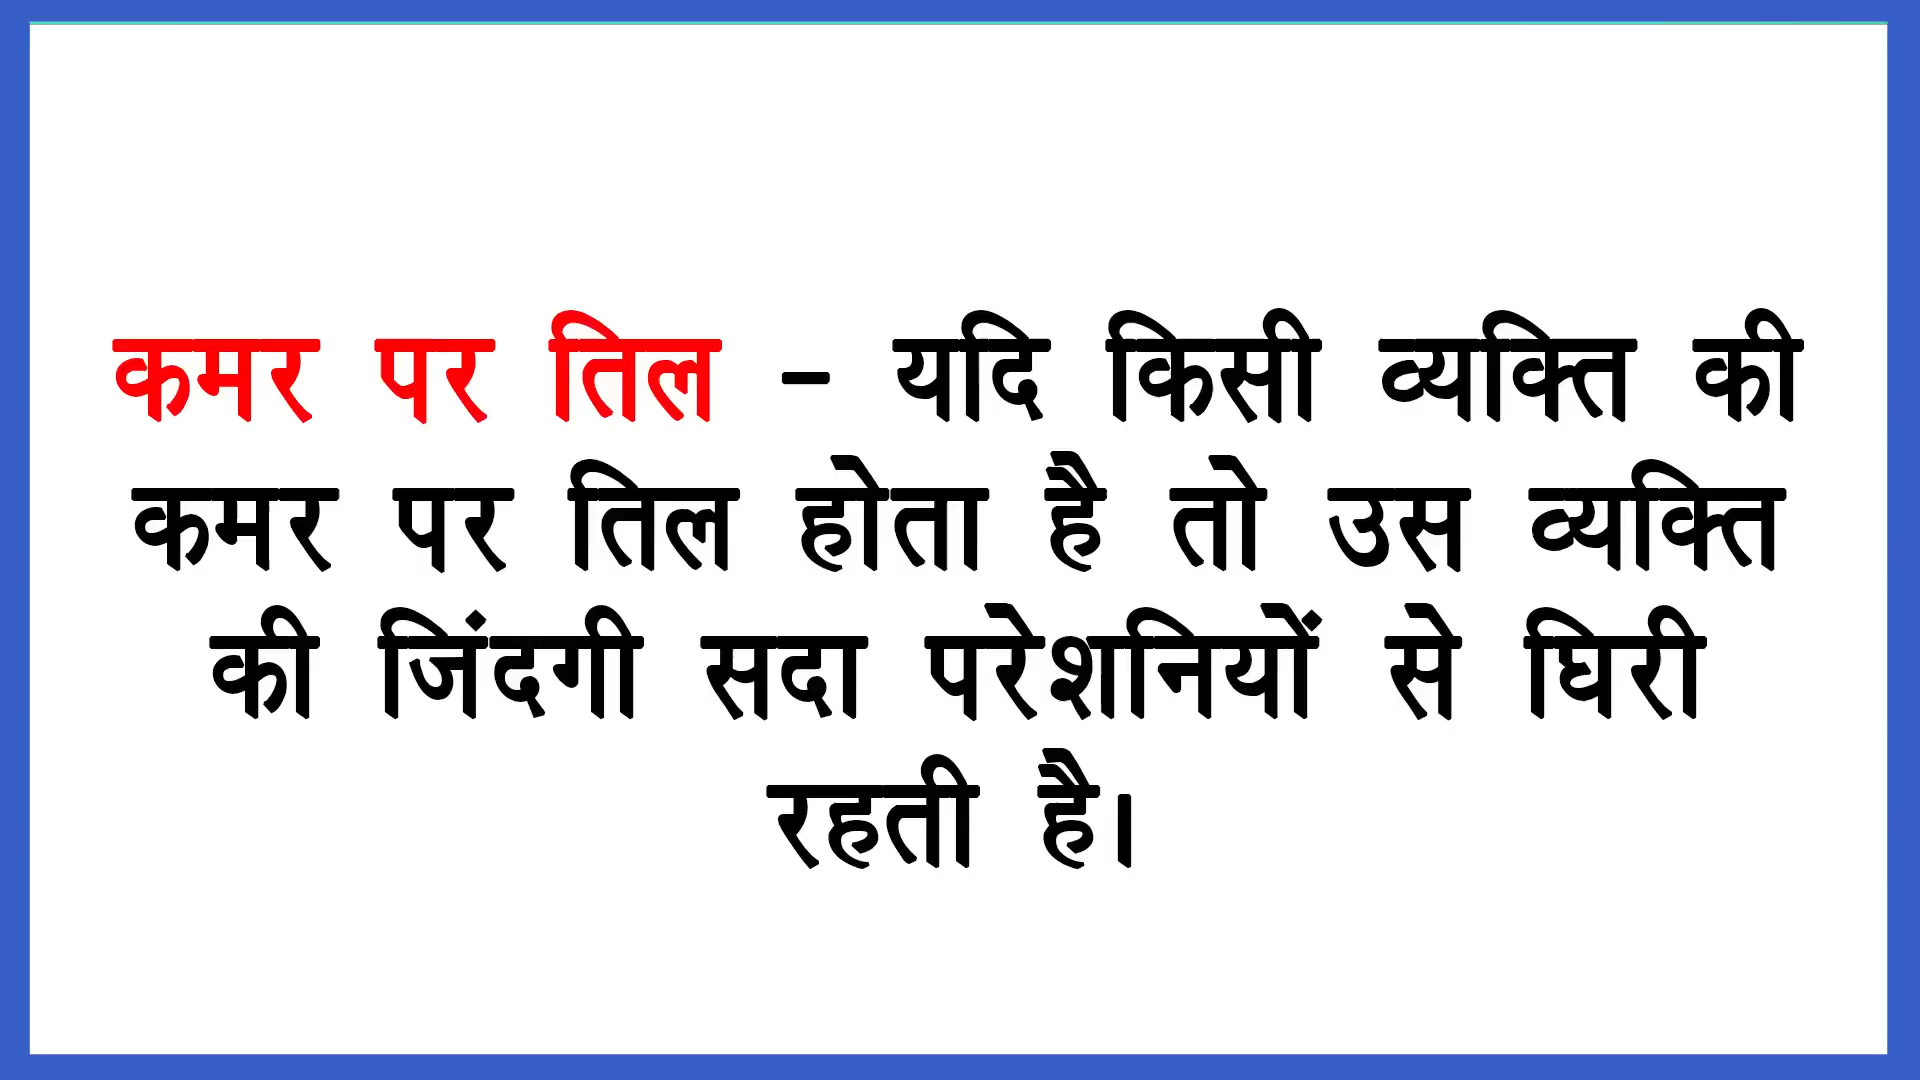 कमर पर तिल - यदि किसी व्यक्ति की
कमर पर तिल होता है तो उस व्यक्ति
की जिंदगी सदा परेशनियों से घिरी
रहती है।